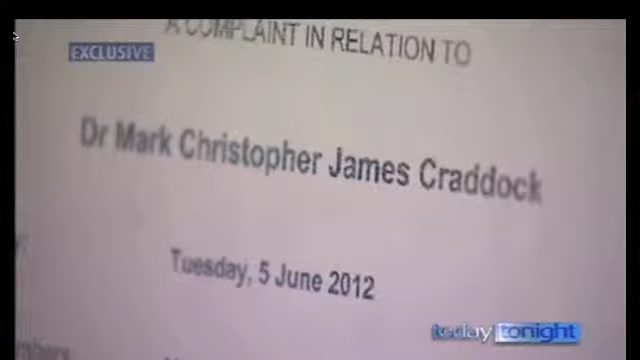 A COMPLAINT IN RELATION TO
EXCLUSIVE
Dr Mark Christopher James Craddock
Tuesday, 5 June 2012
today tonight